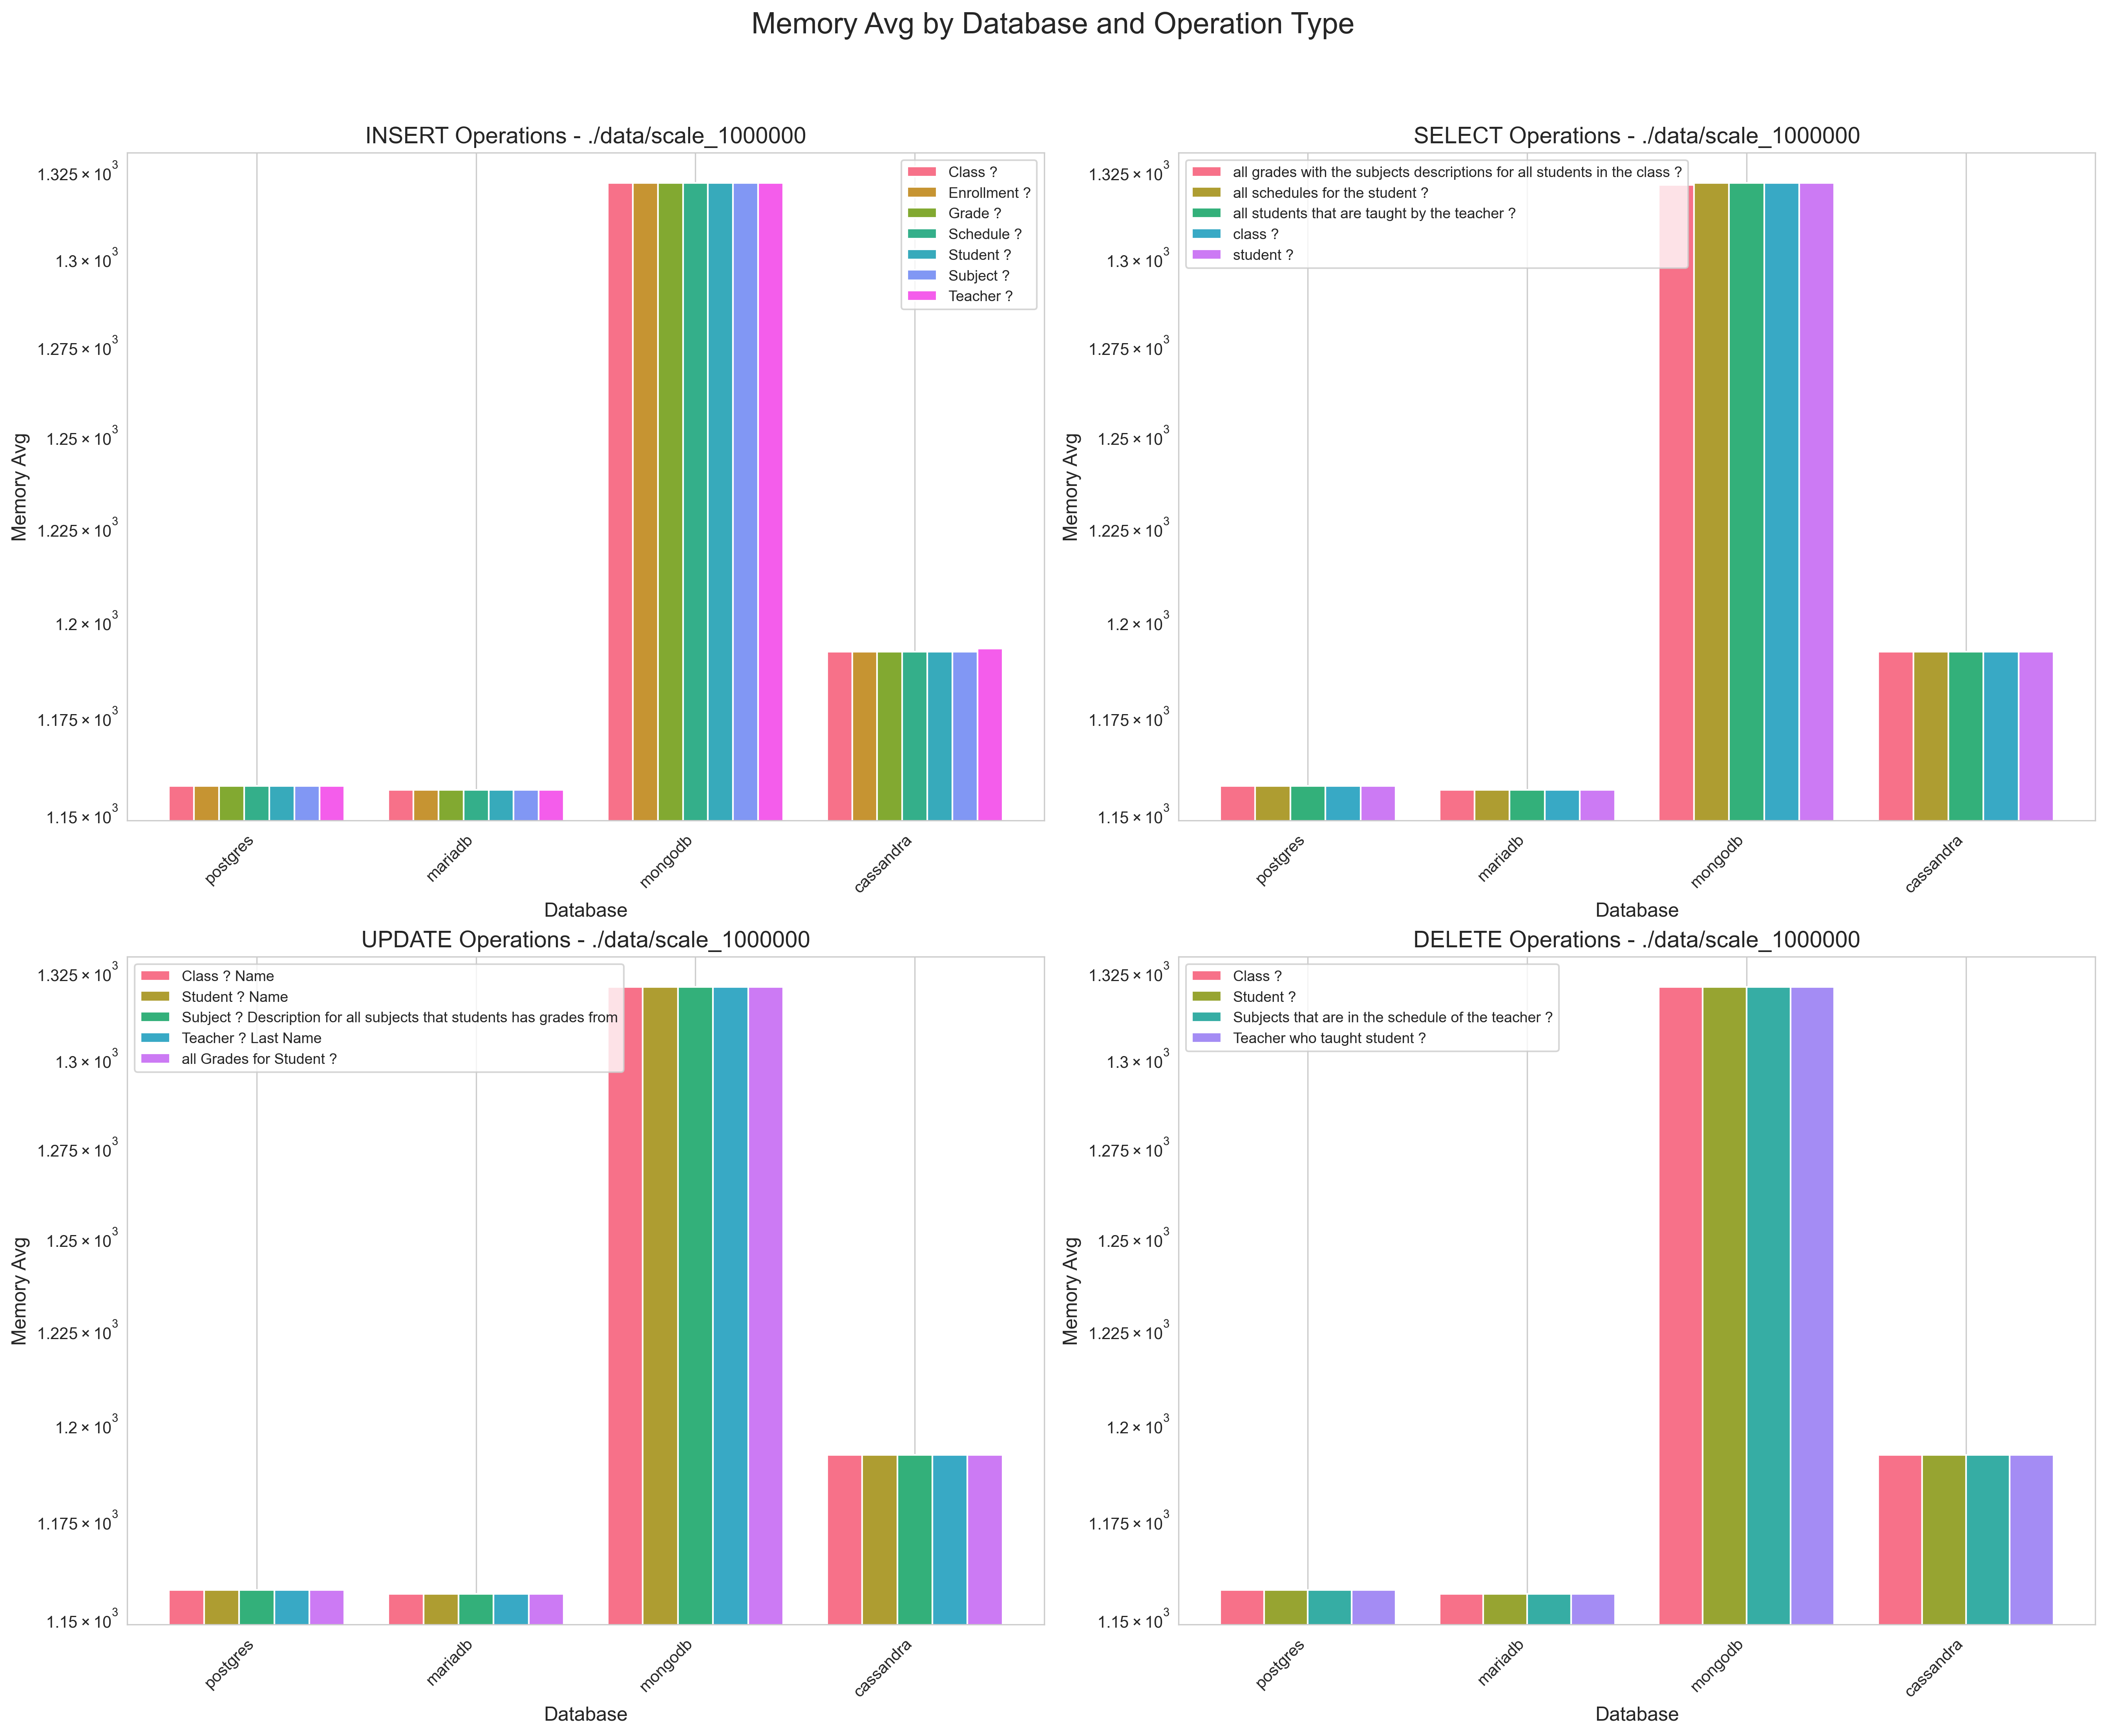 Memory Avg by Database and Operation Type
INSERT Operations - ./data/scale_1000000
Memory Avg
1.325 × 10³
1.3 × 10³
1.275 × 10³
1.25 × 10³
1.225 × 10³
1.2 × 10³
1.175 × 10³
1.15 × 10³
Class ?
Enrollment ?
Grade ?
Schedule ?
Student ?
Subject ?
Teacher ?
postgres
mariadb
mongodb
cassandra
Database
SELECT Operations - ./data/scale_1000000
Memory Avg
1.325 × 10³
1.3 × 10³
1.275 × 10³
1.25 × 10³
1.225 × 10³
1.2 × 10³
1.175 × 10³
1.15 × 10³
all grades with the subjects descriptions for all students in the class ?
all schedules for the student ?
all students that are taught by the teacher ?
class ?
student ?
postgres
mariadb
mongodb
cassandra
Database
UPDATE Operations - ./data/scale_1000000
Memory Avg
1.325 × 10³
1.3 × 10³
1.275 × 10³
1.25 × 10³
1.225 × 10³
1.2 × 10³
1.175 × 10³
1.15 × 10³
Class ? Name
Student ? Name
Subject ? Description for all subjects that students has grades from
Teacher ? Last Name
all Grades for Student ?
postgres
mariadb
mongodb
cassandra
Database
DELETE Operations - ./data/scale_1000000
Memory Avg
1.325 × 10³
1.3 × 10³
1.275 × 10³
1.25 × 10³
1.225 × 10³
1.2 × 10³
1.175 × 10³
1.15 × 10³
Class ?
Student ?
Subjects that are in the schedule of the teacher ?
Teacher who taught student ?
postgres
mariadb
mongodb
cassandra
Database